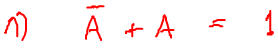 n) A̅ + A = 1